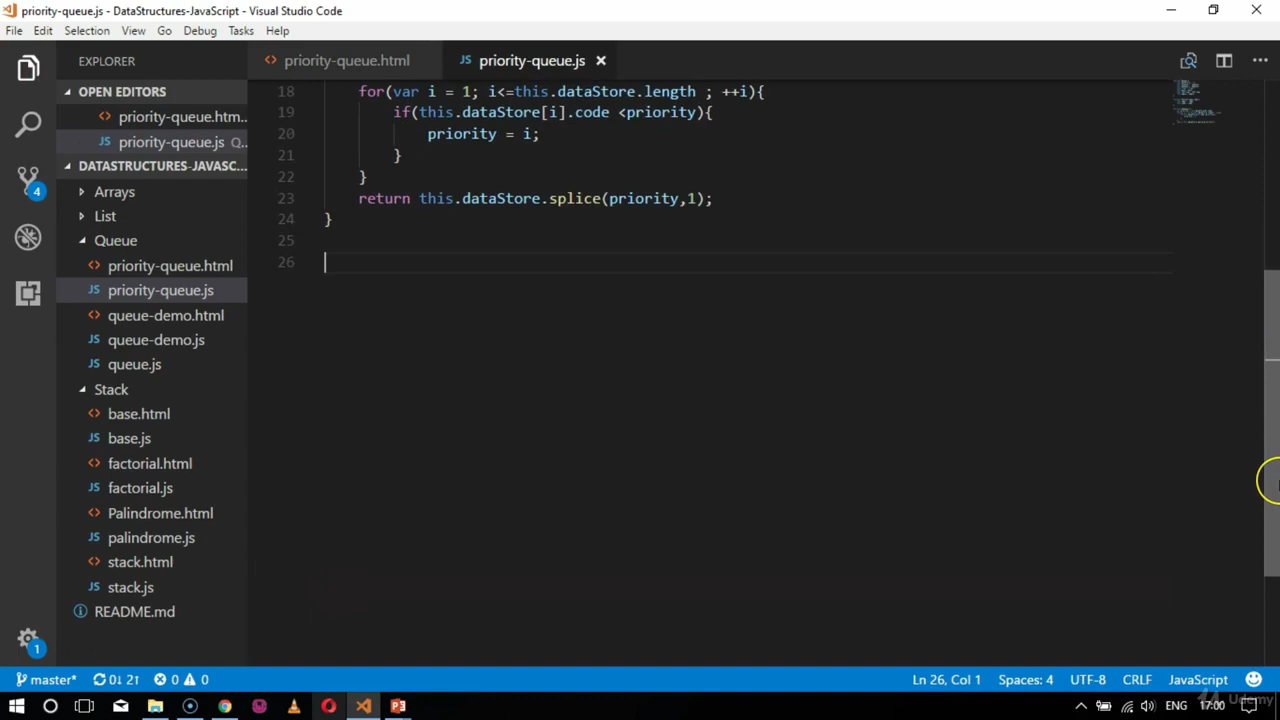 priority-queue.js - DataStructures-JavaScript - Visual Studio Code
File Edit Selection View Go Debug Tasks Help
EXPLORER
OPEN EDITORS
priority-queue.htm...
priority-queue.js Q...
DATASTRUCTURES-JAVASC...
Arrays
List
Queue
priority-queue.html
priority-queue.js
queue-demo.html
queue-demo.js
queue.js
Stack
base.html
base.js
factorial.html
factorial.js
Palindrome.html
palindrome.js
stack.html
stack.js
README.md
4
1
priority-queue.html JS priority-queue.js
18 for(var i = 1; i<=this.dataStore.length ; ++i){
19 if(this.dataStore[i].code <priority){
20 priority = i;
21 }
22 }
23 return this.dataStore.splice(priority,1);
24 }
25
26
master* 0↓ 2↑ 0 0 Ln 26, Col 1 Spaces: 4 UTF-8 CRLF JavaScript
ENG 17:00
Udemy